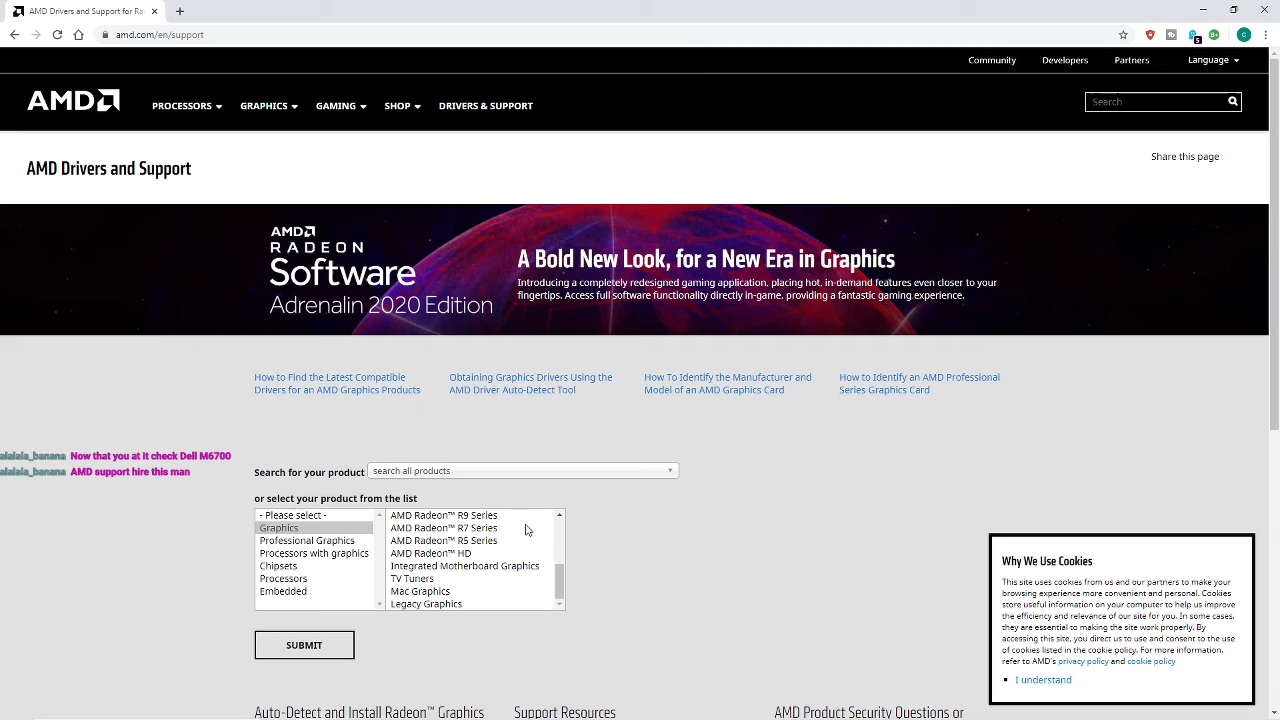 AMD Drivers and Support for Ra
amd.com/en/support
Community Developers Partners Language
AMD PROCESSORS GRAPHICS GAMING SHOP DRIVERS & SUPPORT Search
AMD Drivers and Support
Share this page
AMD
RADEON
Software
Adrenalin 2020 Edition
A Bold New Look, for a New Era in Graphics
Introducing a completely redesigned gaming application, placing hot, in-demand features even closer to your
fingertips. Access full software functionality directly in-game, providing a fantastic gaming experience.
How to Find the Latest Compatible
Drivers for an AMD Graphics Products
Obtaining Graphics Drivers Using the
AMD Driver Auto-Detect Tool
How To Identify the Manufacturer and
Model of an AMD Graphics Card
How to Identify an AMD Professional
Series Graphics Card
alalala_banana Now that you at it check Dell M6700
alalala_banana AMD support hire this man
Search for your product search all products
or select your product from the list
- Please select -
Graphics
Professional Graphics
Processors with graphics
Chipsets
Processors
Embedded
AMD Radeon™ R9 Series
AMD Radeon™ R7 Series
AMD Radeon™ R5 Series
AMD Radeon™ HD
Integrated Motherboard Graphics
TV Tuners
Mac Graphics
Legacy Graphics
SUBMIT
Why We Use Cookies
This site uses cookies from us and our partners to make your
browsing experience more convenient and personal. Cookies
store useful information on your computer to help us improve
the efficiency and relevance of our site for you. In some cases,
they are essential to making the site work properly. By
accessing this site, you direct us to use and consent to the use
of cookies listed in the cookie policy. For more information,
refer to AMD's privacy policy and cookie policy
I understand
Auto-Detect and Install Radeon™ Graphics
Support Resources
AMD Product Security Questions or